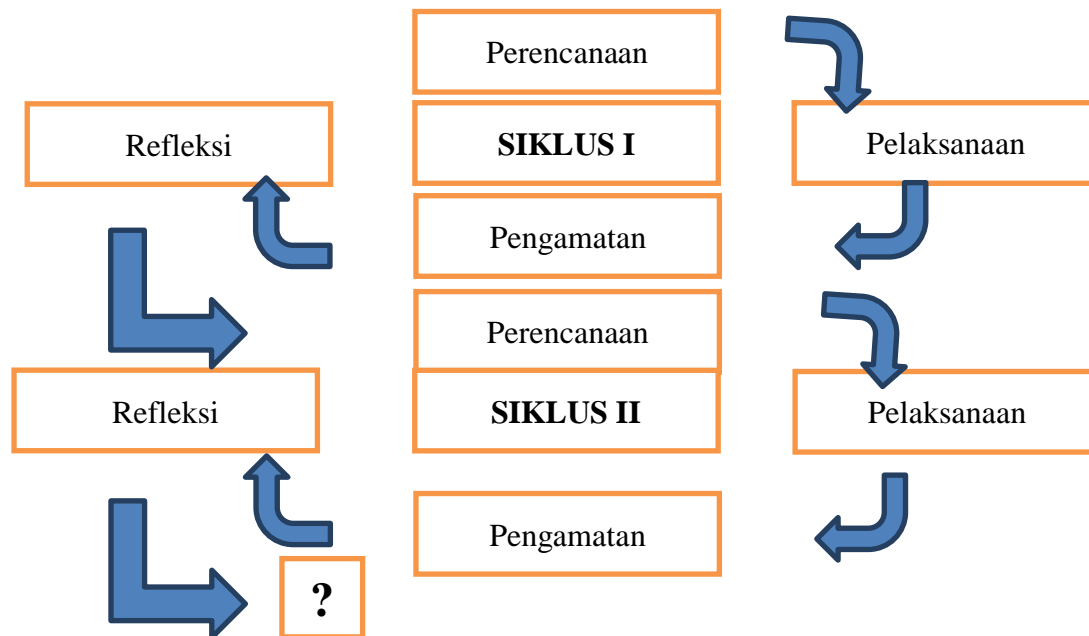 Perencanaan
Refleksi
SIKLUS I
Pelaksanaan
Pengamatan
Perencanaan
Refleksi
SIKLUS II
Pelaksanaan
Pengamatan
?